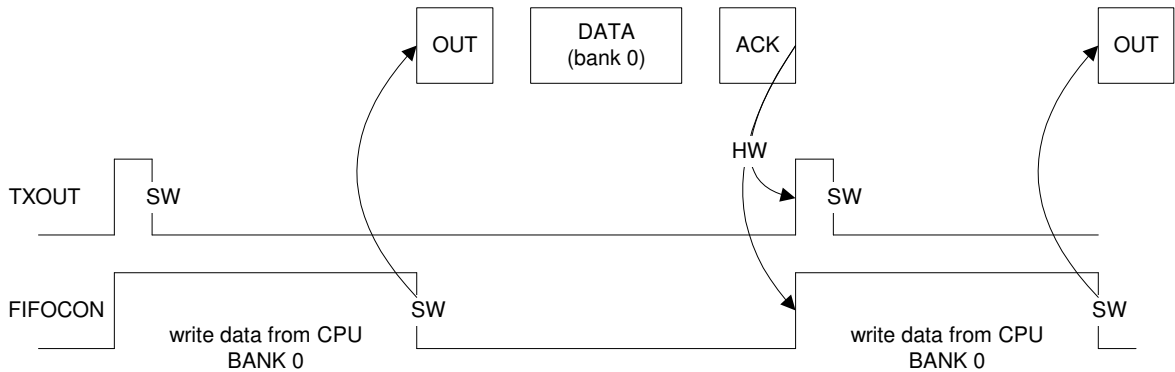 OUT
DATA
(bank 0)
ACK
OUT
HW
TXOUT
SW
SW
FIFOCON
SW
SW
write data from CPU
BANK 0
write data from CPU
BANK 0